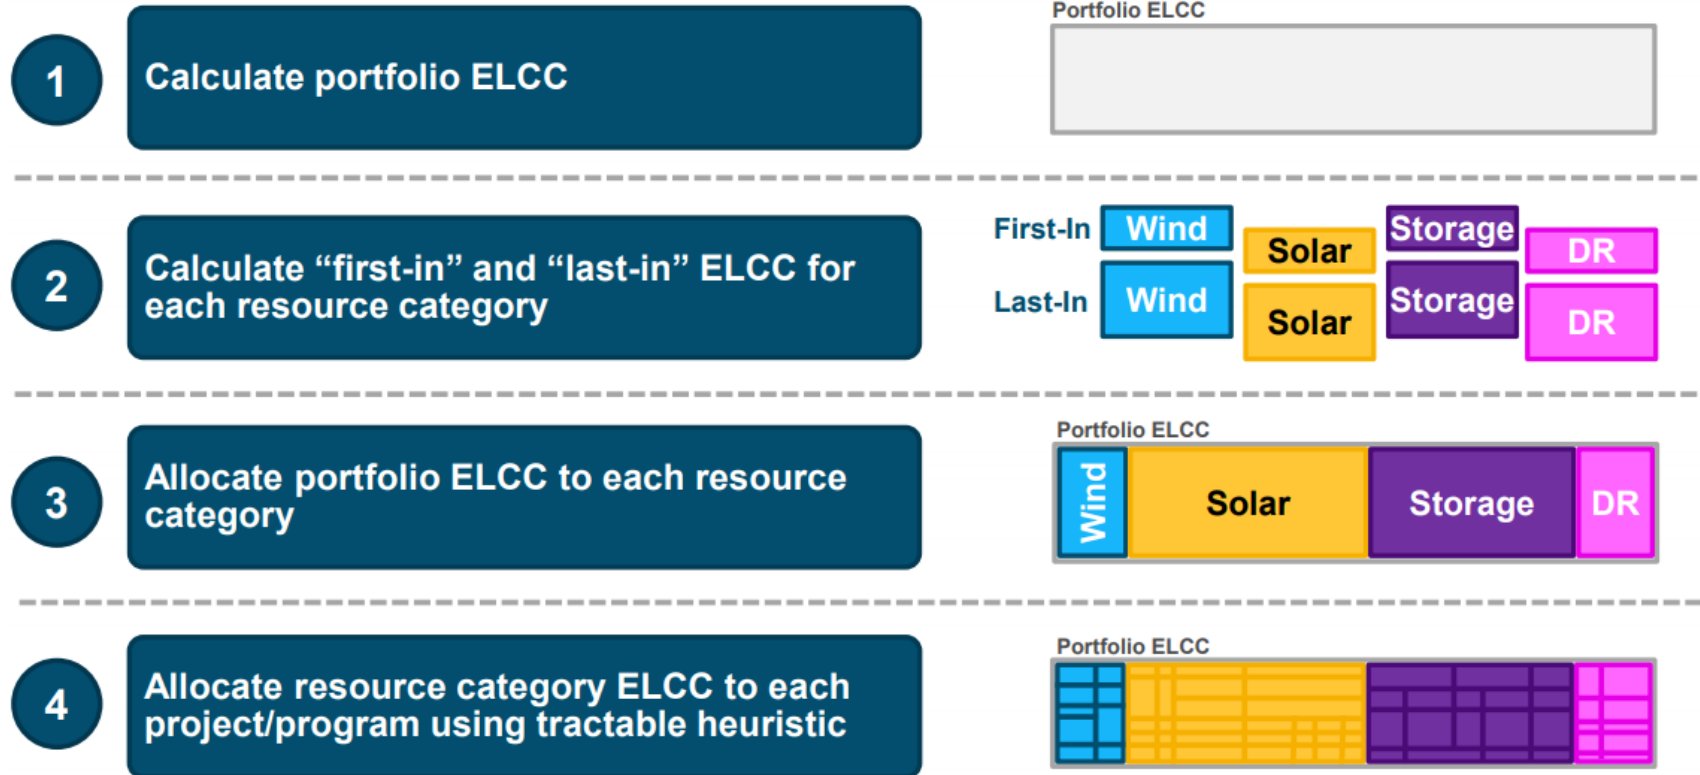 Portfolio ELCC
1
Calculate portfolio ELCC
2
Calculate “first-in” and “last-in” ELCC for
each resource category
First-In
Wind
Solar
Storage
DR
Last-In
Wind
Solar
Storage
DR
Portfolio ELCC
3
Allocate portfolio ELCC to each resource
category
Wind
Solar
Storage
DR
Portfolio ELCC
4
Allocate resource category ELCC to each
project/program using tractable heuristic